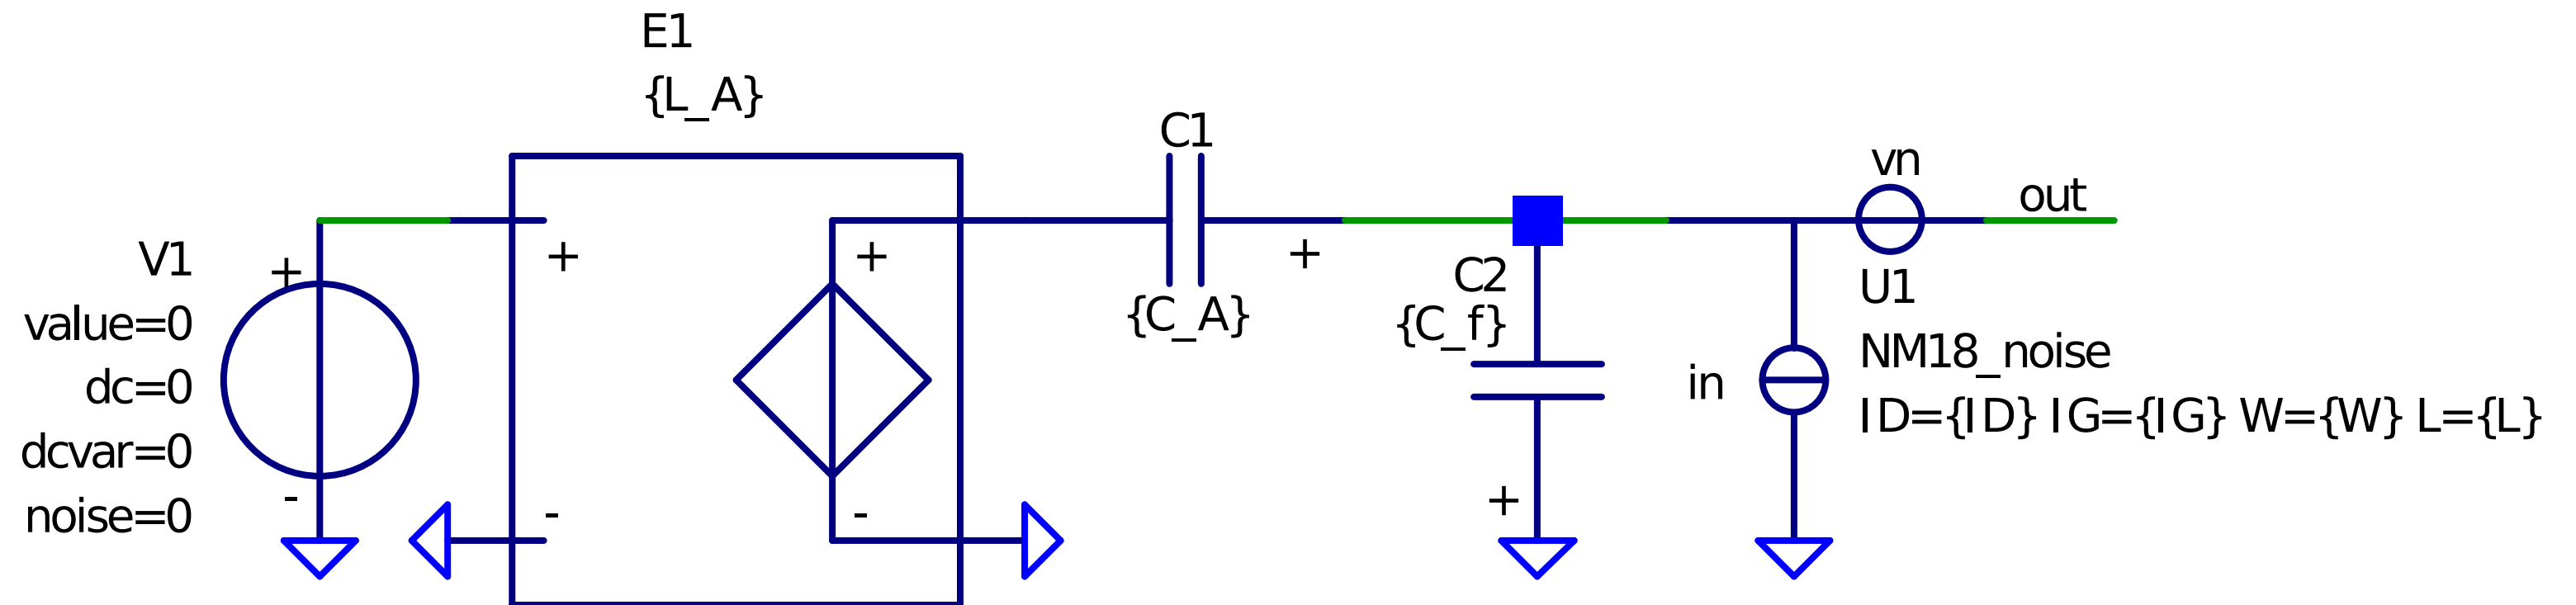 E1
{L_A}
C1
{C_A}
+
V1
value=0
dc=0
dcvar=0
noise=0
+
-
+
-
+
-
C2
{C_f}
+
vn
out
U1
in
NM18_noise
ID={ID} IG={IG} W={W} L={L}